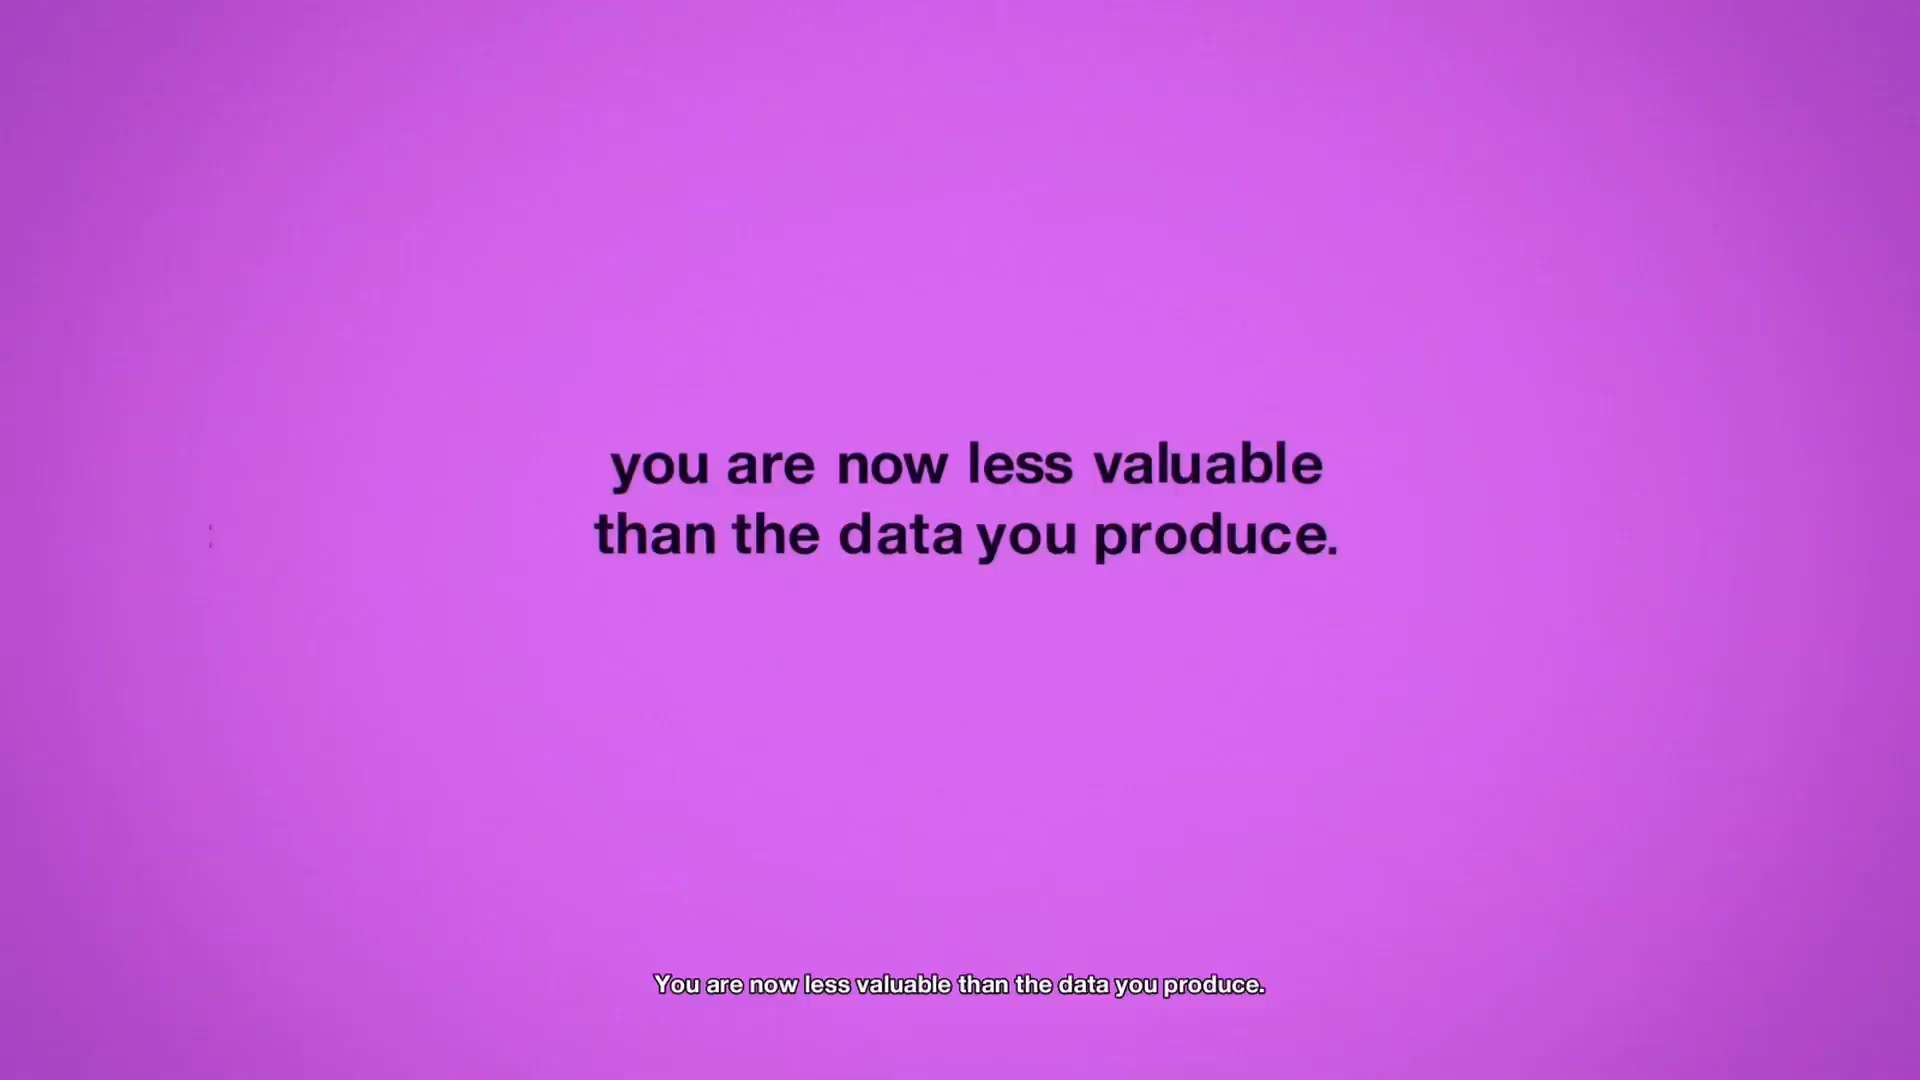 you are now less valuable
than the data you produce.
You are now less valuable than the data you produce.